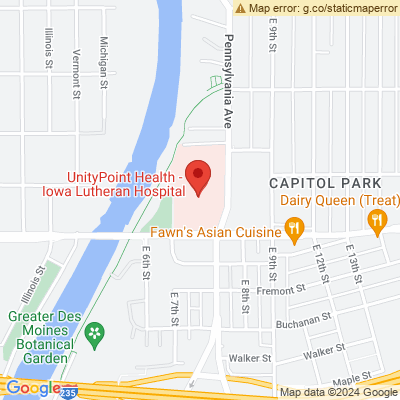 Map error: g.co/staticmaperror
Illinois St
Vermont St
Michigan St
Pennsylvania Ave
E 9th St
E 9th St
UnityPoint Health -
Iowa Lutheran Hospital
CAPITOL PARK
Dairy Queen (Treat)
Fawn's Asian Cuisine
Illinois St
E 6th St
E 7th St
E 8th St
E 9th St
E 12th St
E 13th St
Fremont St
Buchanan St
Walker St
Walker St
Maple St
Greater Des
Moines
Botanical
Garden
235
Google
Map data ©2024 Google